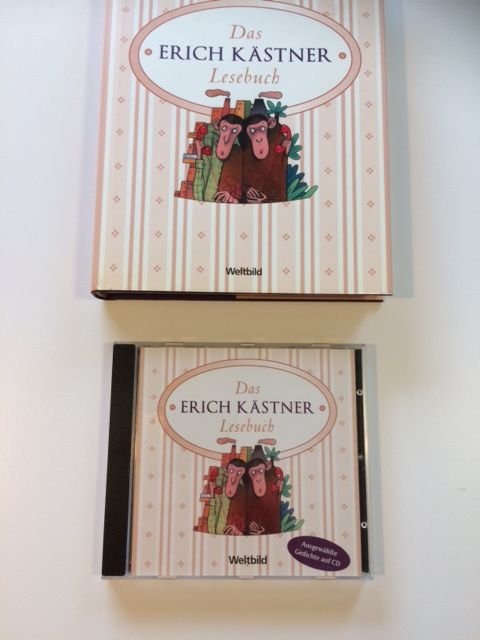 Das
ERICH KÄSTNER
Lesebuch
Weltbild
Das
ERICH KÄSTNER
Lesebuch
Ausgewählte
Gedichte auf CD
Weltbild